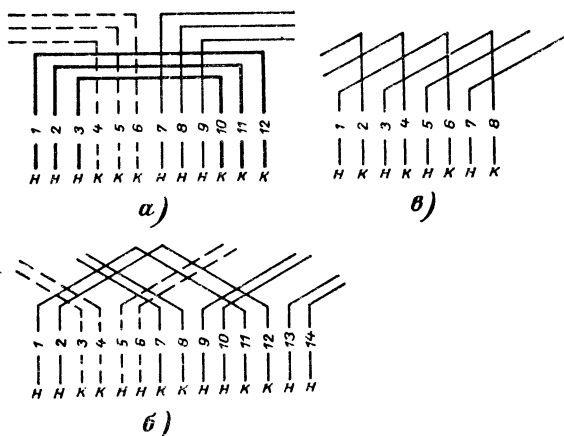 1 2 3 4 5 6 7 8 9 10 11 12
Н Н Н К К К Н Н Н К К К
а)
1 2 3 4 5 6 7 8
Н К Н К Н К Н К
в)
1 2 3 4 5 6 7 8 9 10 11 12 13 14
Н Н К К Н Н К К Н Н К К Н Н
б)